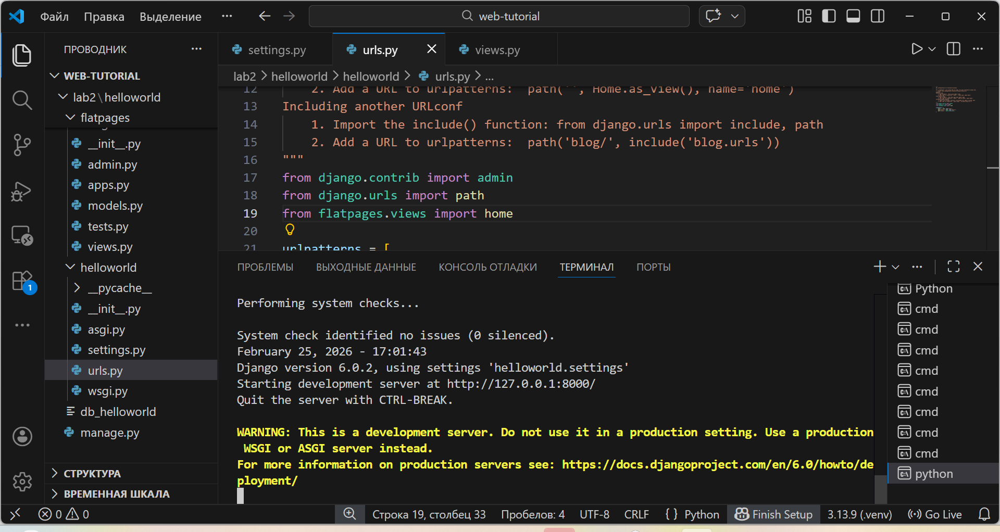 Файл Правка Выделение ··· web-tutorial
ПРОВОДНИК ···
WEB-TUTORIAL
lab2\helloworld
flatpages
__init__.py
admin.py
apps.py
models.py
tests.py
views.py
helloworld
__pycache__
__init__.py
asgi.py
settings.py
urls.py
wsgi.py
db_helloworld
manage.py
СТРУКТУРА
ВРЕМЕННАЯ ШКАЛА
1
settings.py urls.py views.py
lab2 > helloworld > helloworld > urls.py > ...
12 2. Add a URL to urlpatterns: path('', Home.as_view(), name='home')
13 Including another URLconf
14 1. Import the include() function: from django.urls import include, path
15 2. Add a URL to urlpatterns: path('blog/', include('blog.urls'))
16 """
17 from django.contrib import admin
18 from django.urls import path
19 from flatpages.views import home
20
21 urlpatterns = [
ПРОБЛЕМЫ ВЫХОДНЫЕ ДАННЫЕ КОНСОЛЬ ОТЛАДКИ ТЕРМИНАЛ ПОРТЫ
Performing system checks...
System check identified no issues (0 silenced).
February 25, 2026 - 17:01:43
Django version 6.0.2, using settings 'helloworld.settings'
Starting development server at http://127.0.0.1:8000/
Quit the server with CTRL-BREAK.
WARNING: This is a development server. Do not use it in a production setting. Use a production
WSGI or ASGI server instead.
For more information on production servers see: https://docs.djangoproject.com/en/6.0/howto/de
ployment/
Python
cmd
cmd
cmd
cmd
cmd
cmd
cmd
cmd
python
0 0 Строка 19, столбец 33 Пробелов: 4 UTF-8 CRLF { } Python Finish Setup 3.13.9 (.venv) Go Live